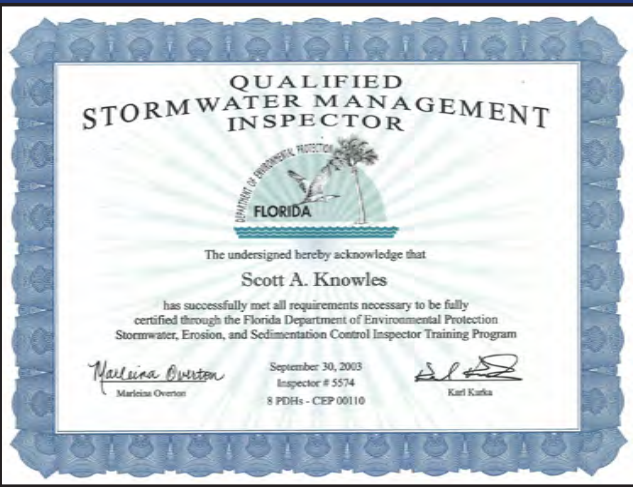 QUALIFIED
STORMWATER MANAGEMENT
INSPECTOR
DEPARTMENT OF ENVIRONMENTAL PROTECTION
FLORIDA
The undersigned hereby acknowledge that
Scott A. Knowles
has successfully met all requirements necessary to be fully
certified through the Florida Department of Environmental Protection
Stormwater, Erosion, and Sedimentation Control Inspector Training Program
Marleina Overton
Marleina Overton
September 30, 2003
Inspector # 5574
8 PDHs - CEP 00110
Karl Kurka